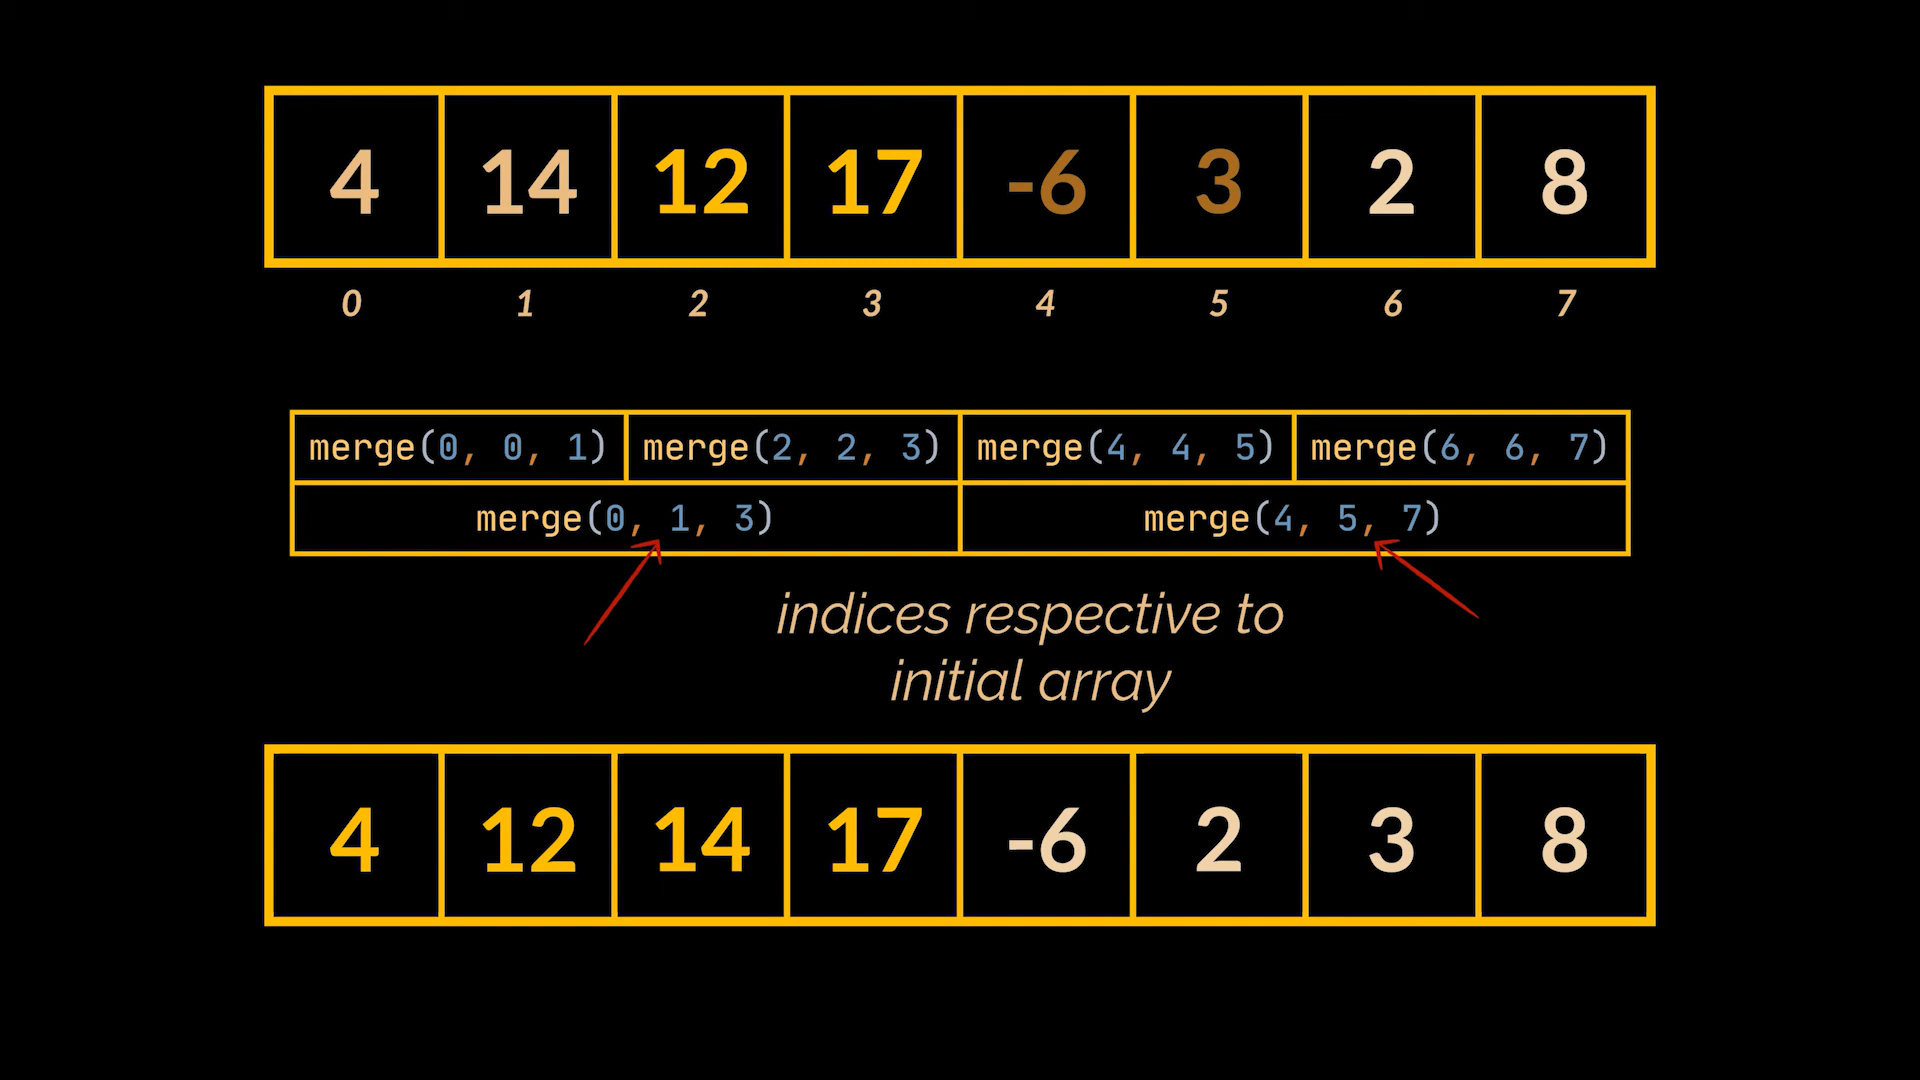 4 14 12 17 -6 3 2 8
0 1 2 3 4 5 6 7
merge(0, 0, 1) merge(2, 2, 3) merge(4, 4, 5) merge(6, 6, 7)
merge(0, 1, 3) merge(4, 5, 7)
indices respective to
initial array
4 12 14 17 -6 2 3 8